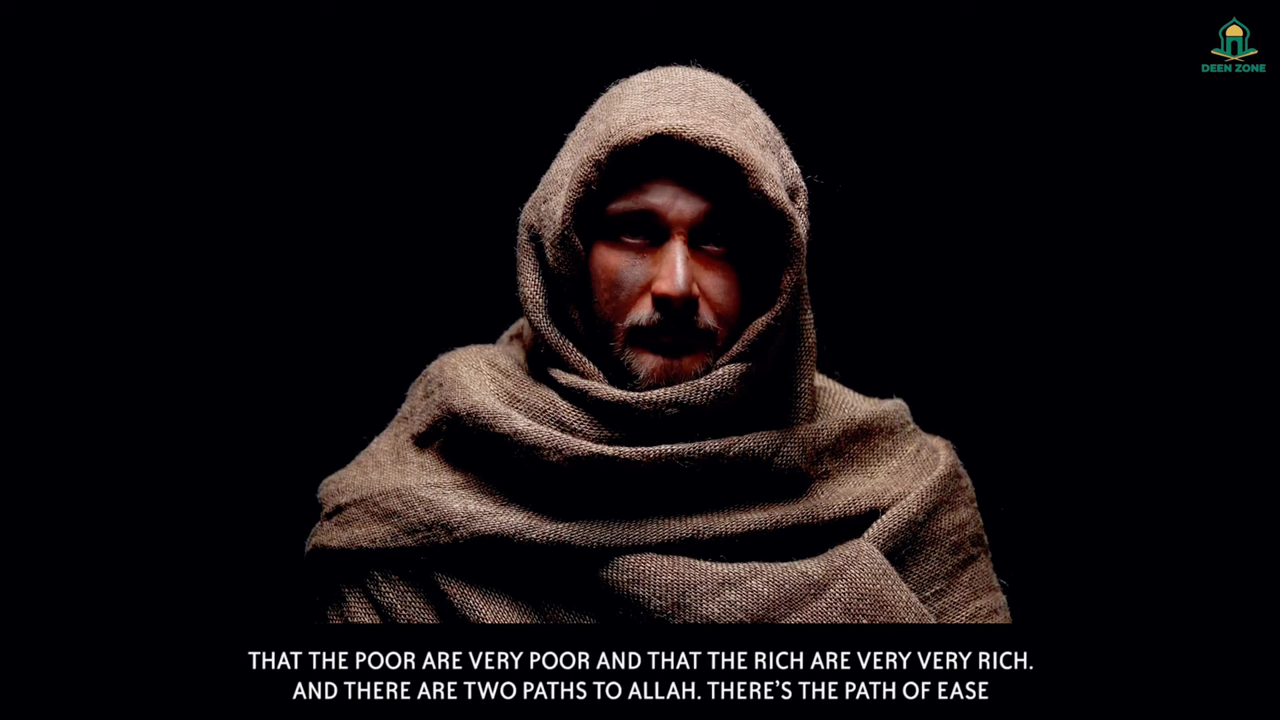 DEEN ZONE
THAT THE POOR ARE VERY POOR AND THAT THE RICH ARE VERY VERY RICH.
AND THERE ARE TWO PATHS TO ALLAH. THERE'S THE PATH OF EASE